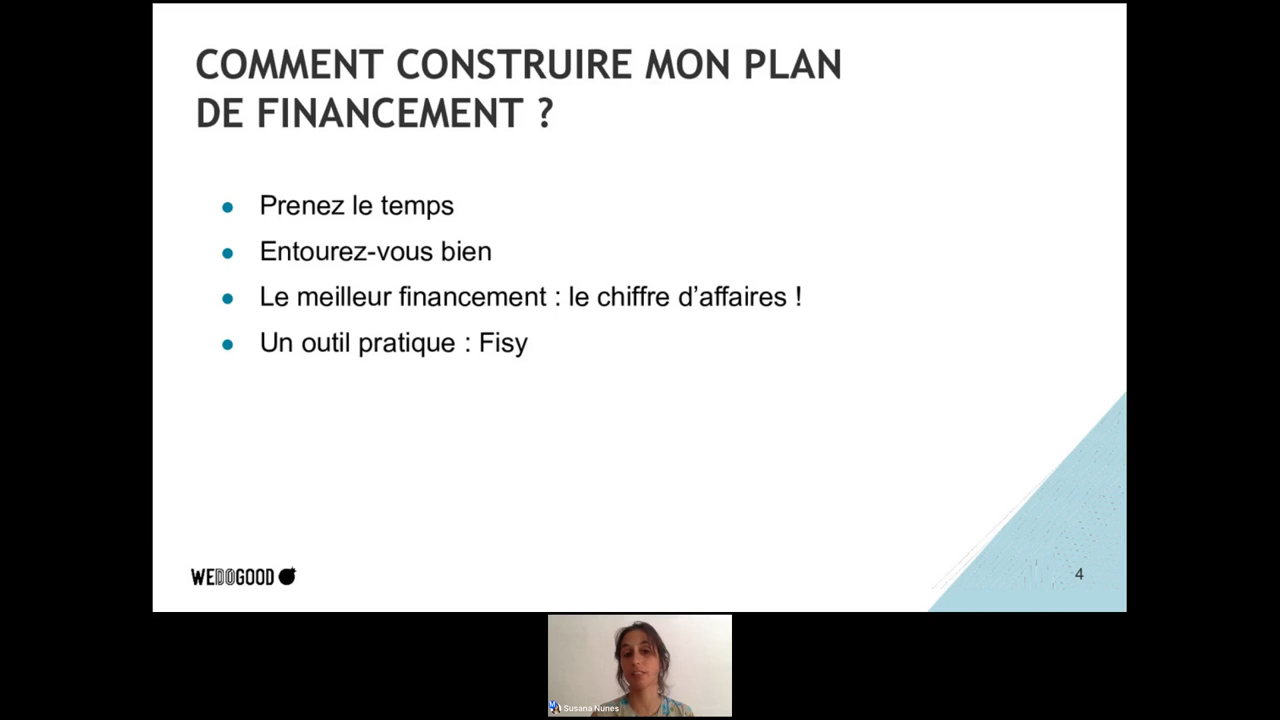 COMMENT CONSTRUIRE MON PLAN
DE FINANCEMENT ?
Prenez le temps
Entourez-vous bien
Le meilleur financement : le chiffre d'affaires !
Un outil pratique : Fisy
WEDOGOOD
4
Susana Nunes